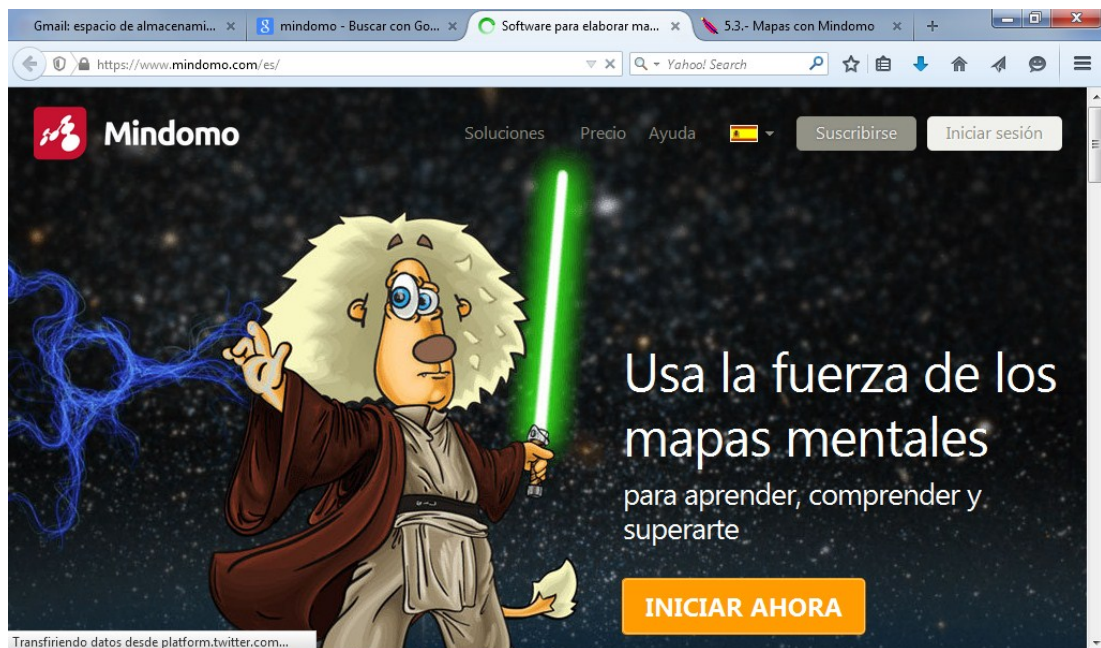 Gmail: espacio de almacenami...
mindomo - Buscar con Go...
Software para elaborar ma...
5.3.- Mapas con Mindomo
https://www.mindomo.com/es/
Yahoo! Search
Mindomo
Soluciones Precio Ayuda Suscribirse Iniciar sesión
Usa la fuerza de los
mapas mentales
para aprender, comprender y
superarte
INICIAR AHORA
Transfiriendo datos desde platform.twitter.com...